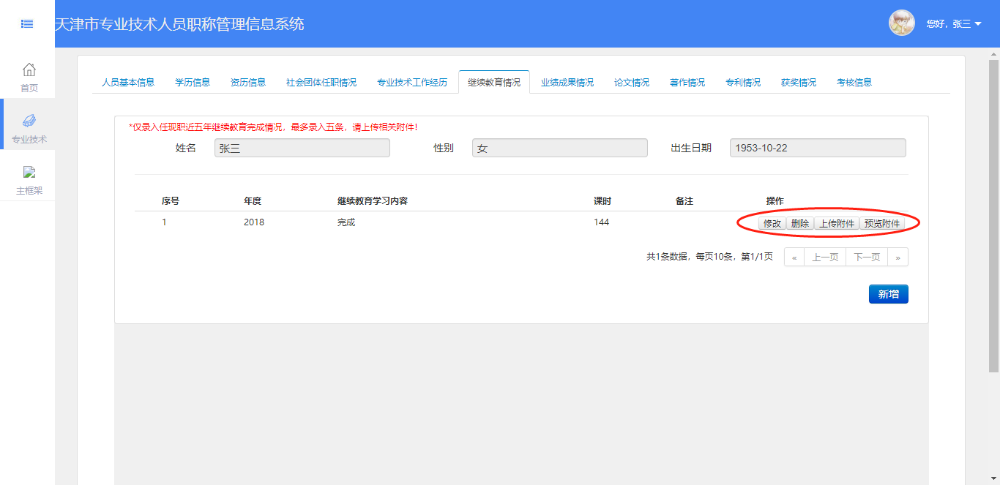 天津市专业技术人员职称管理信息系统
您好，张三
首页
专业技术
主框架
人员基本信息 学历信息 资历信息 社会团体任职情况 专业技术工作经历 继续教育情况 业绩成果情况 论文情况 著作情况 专利情况 获奖情况 考核信息
*仅录入任现职近五年继续教育完成情况，最多录入五条，请上传相关附件！
姓名 张三 性别 女 出生日期 1953-10-22
序号 年度 继续教育学习内容 课时 备注 操作
1 2018 完成 144 修改 删除 上传附件 预览附件
共1条数据，每页10条，第1/1页 « 上一页 下一页 »
新增